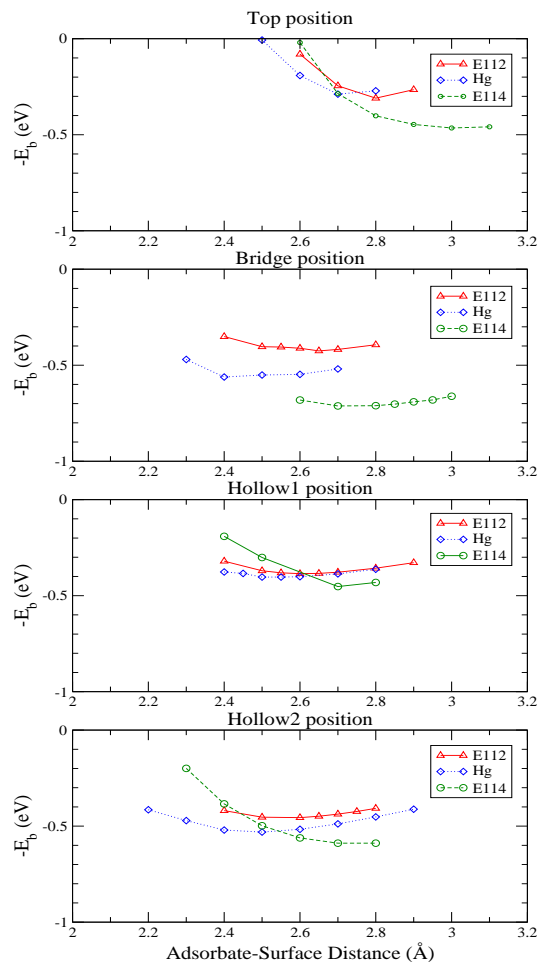 Top position
0
-0.5
-1
-E_b (eV)
E112
Hg
E114
2 2.2 2.4 2.6 2.8 3 3.2
Bridge position
0
-0.5
-1
-E_b (eV)
E112
Hg
E114
2 2.2 2.4 2.6 2.8 3 3.2
Hollow1 position
0
-0.5
-1
-E_b (eV)
E112
Hg
E114
2 2.2 2.4 2.6 2.8 3 3.2
Hollow2 position
0
-0.5
-1
-E_b (eV)
E112
Hg
E114
2 2.2 2.4 2.6 2.8 3 3.2
Adsorbate-Surface Distance (Å)